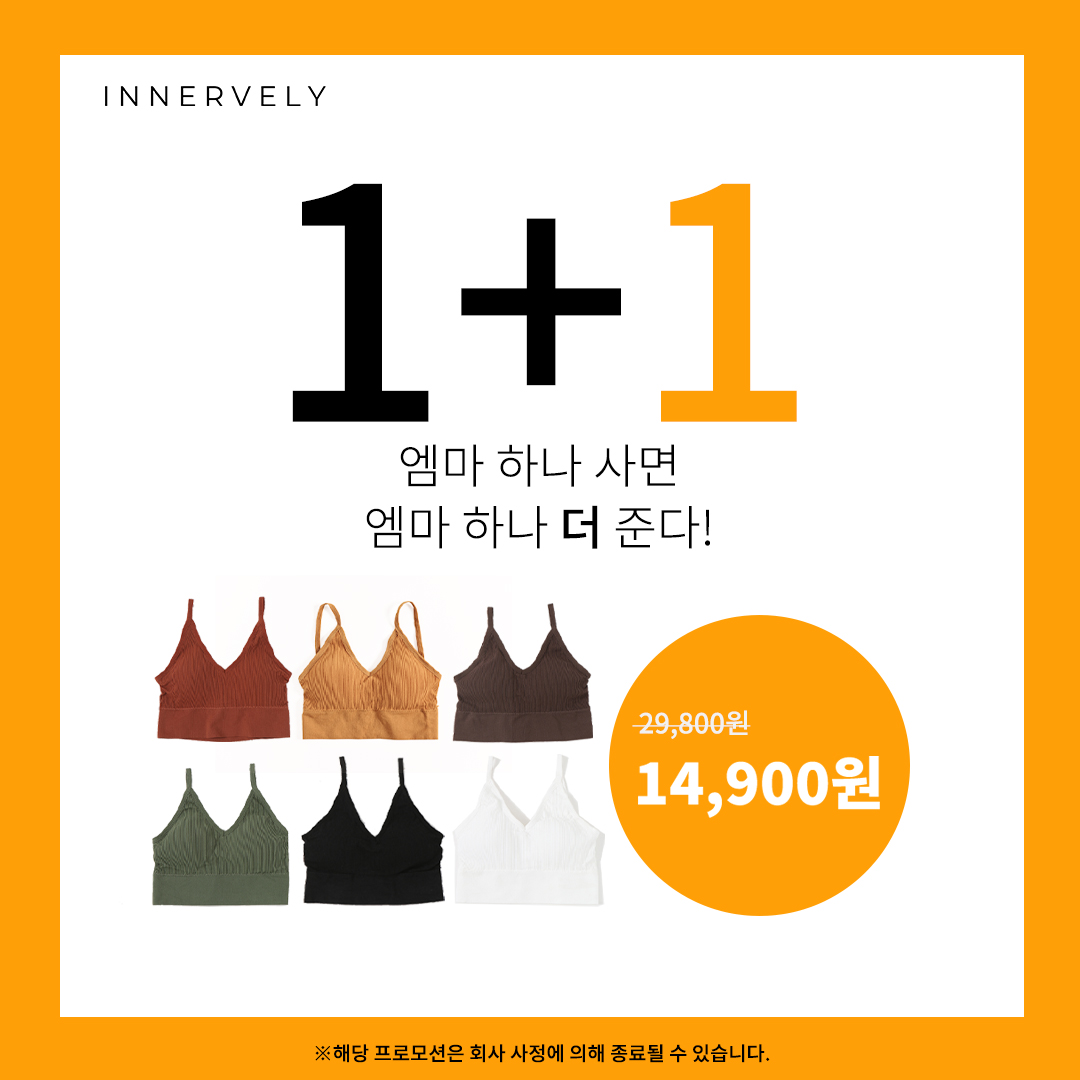 INNERVELY
1+1
엠마 하나 사면
엠마 하나 더 준다!
29,800원
14,900원
※해당 프로모션은 회사 사정에 의해 종료될 수 있습니다.